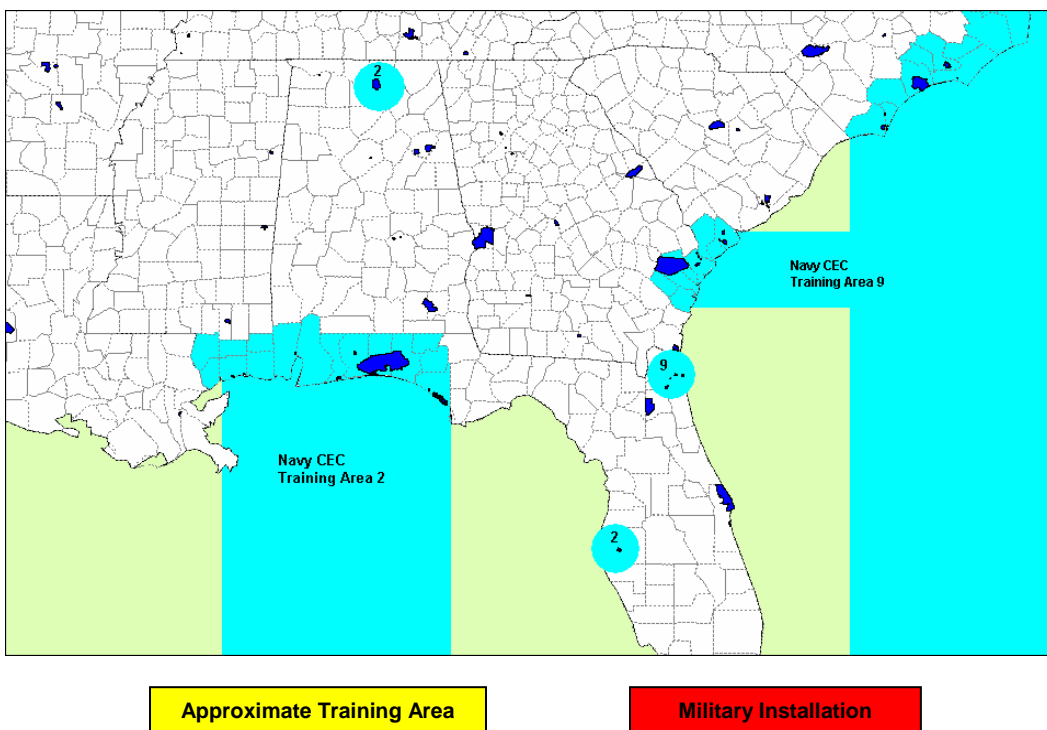 2
Navy CEC
Training Area 9
9
Navy CEC
Training Area 2
2
Approximate Training Area
Military Installation